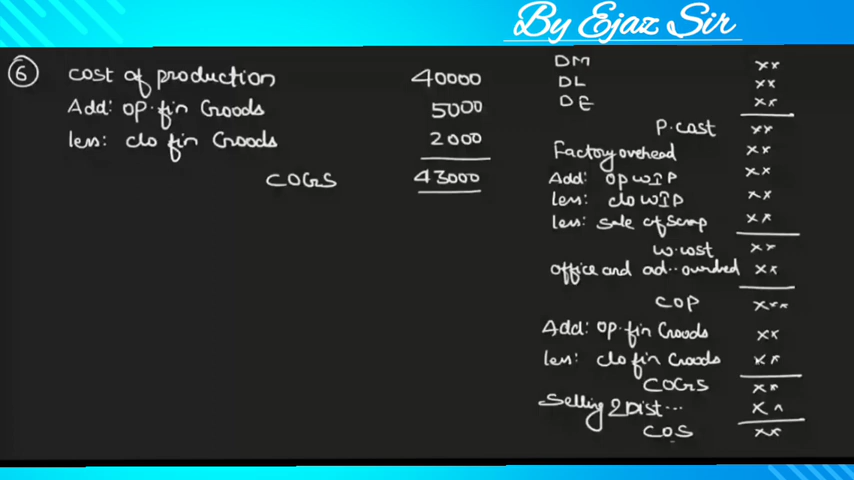 By Ejaz Sir
6 cost of production 40000
Add: op. fin Goods 5000
less: clo fin Goods 2000
COGS 43000
DM xx
DL xx
DE xx
P. cost xx
Factory overhead xx
Add: op WIP xx
less: clo WIP xx
less: sale of scrap xx
w. cost xx
office and ad.. ovrhed xx
COP xxx
Add: op. fin Goods xx
less: clo fin Goods xx
COGS xx
Selling & Dist... xx
COS xx